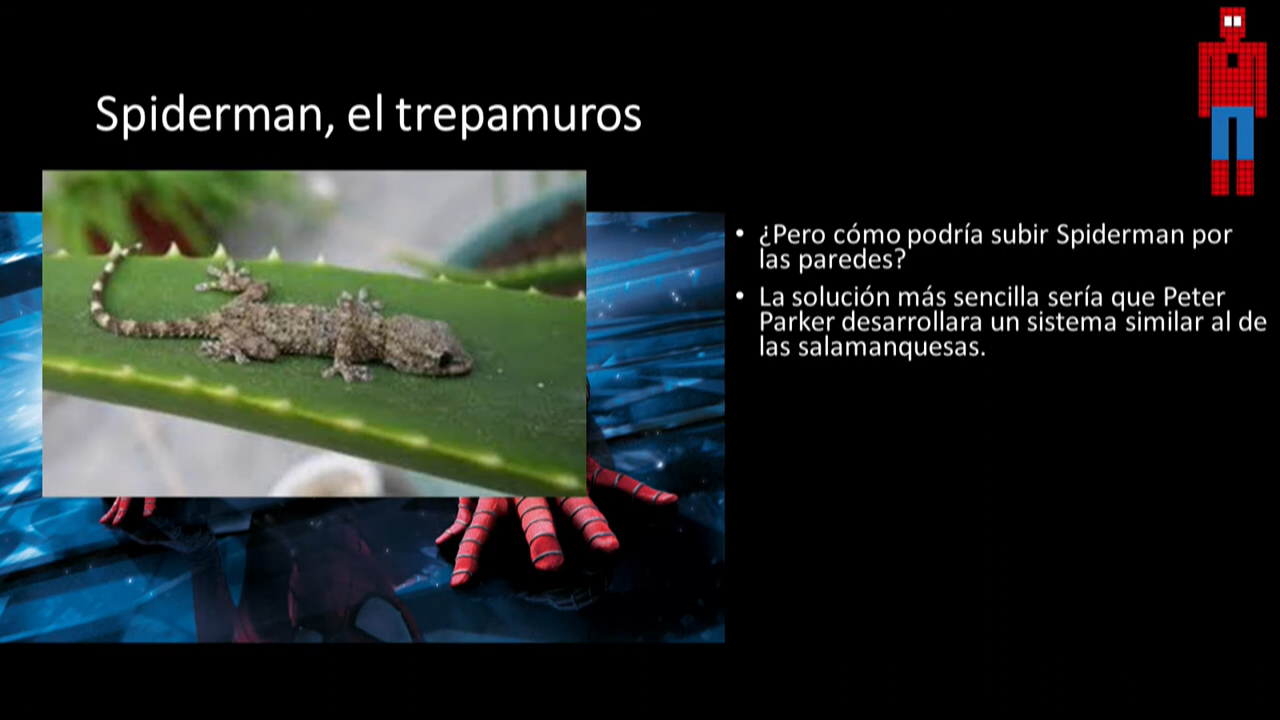 Spiderman, el trepamuros
• ¿Pero cómo podría subir Spiderman por
las paredes?
• La solución más sencilla sería que Peter
Parker desarrollara un sistema similar al de
las salamanquesas.